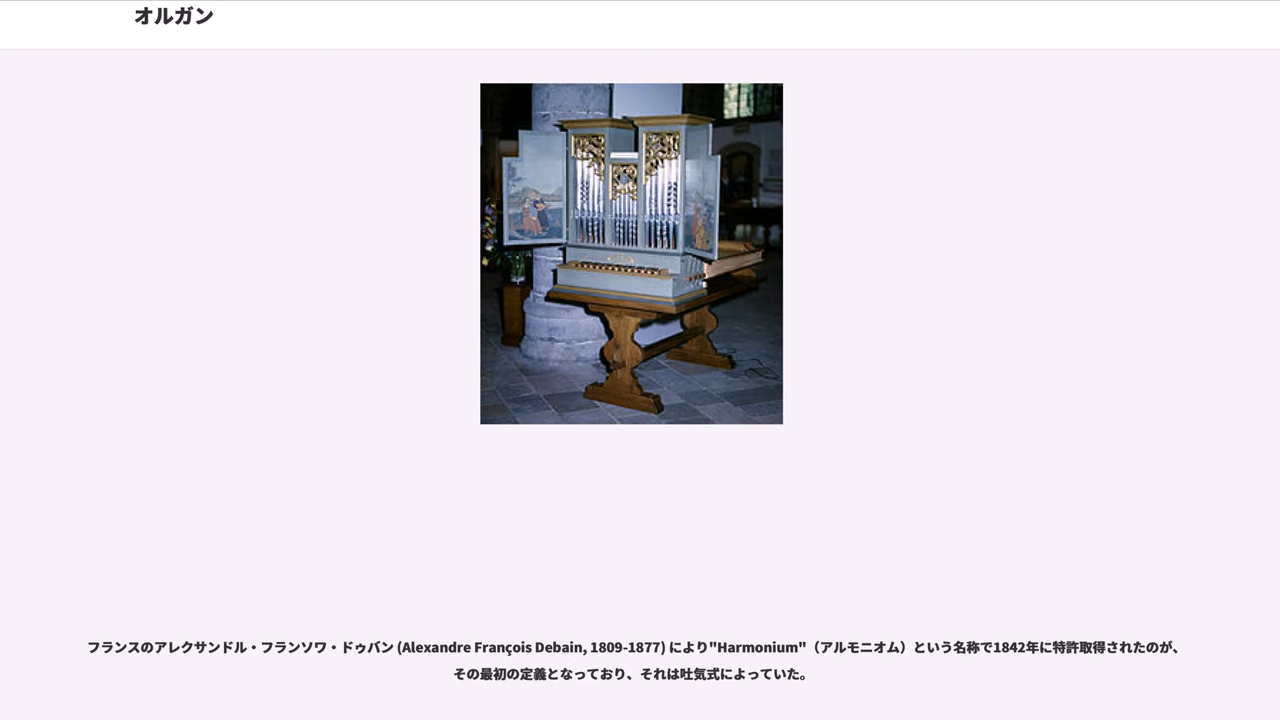 オルガン
フランスのアレクサンドル・フランソワ・ドゥバン (Alexandre François Debain, 1809-1877) により"Harmonium"（アルモニオム）という名称で1842年に特許取得されたのが、
その最初の定義となっており、それは吐気式によっていた。